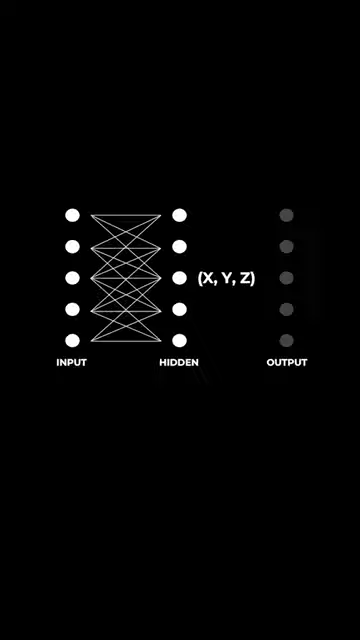 (X, Y, Z)
INPUT
HIDDEN
OUTPUT